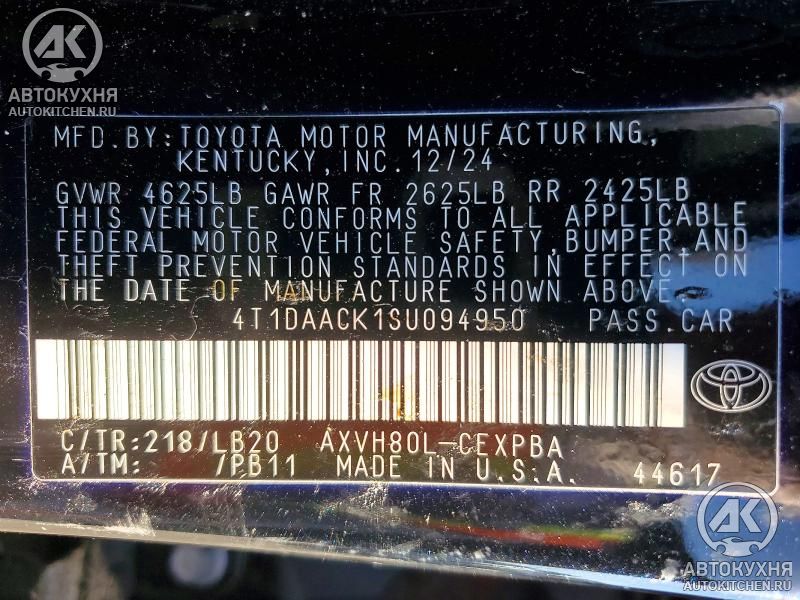 AK
АВТОКУХНЯ
AUTOKITCHEN.RU
MFD.BY:TOYOTA MOTOR MANUFACTURING,
KENTUCKY,INC.12/24
GVWR 4625LB GAWR FR 2625LB RR 2425LB
THIS VEHICLE CONFORMS TO ALL APPLICABLE
FEDERAL MOTOR VEHICLE SAFETY,BUMPER,AND
THEFT PREVENTION STANDARDS IN EFFECT ON
THE DATE OF MANUFACTURE SHOWN ABOVE.
4T1DAACK1SU094950 PASS.CAR
C/TR:218/LB20 AXVH80L-CEXPBA
A/TM: /PB11 MADE IN U.S.A. 44617
AK
АВТОКУХНЯ
AUTOKITCHEN.RU